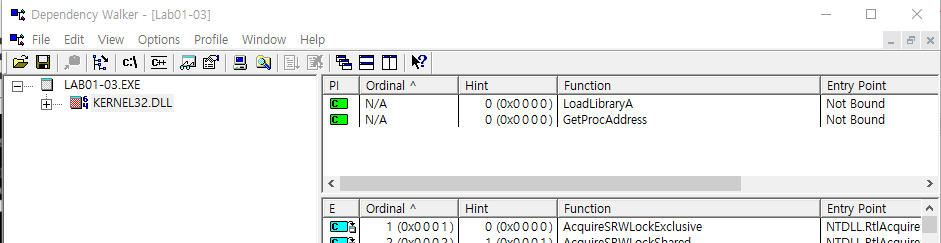 Dependency Walker - [Lab01-03]
File Edit View Options Profile Window Help
C:\ C++
LAB01-03.EXE
KERNEL32.DLL
PI Ordinal ^ Hint Function Entry Point
C N/A 0 (0x0000) LoadLibraryA Not Bound
C N/A 0 (0x0000) GetProcAddress Not Bound
E Ordinal ^ Hint Function Entry Point
C 1 (0x0001) 0 (0x0000) AcquireSRWLockExclusive NTDLL.RtlAcquire
C 2 (0x0002) 1 (0x0001) AcquireSRWLockShared NTDLL.RtlAcquire